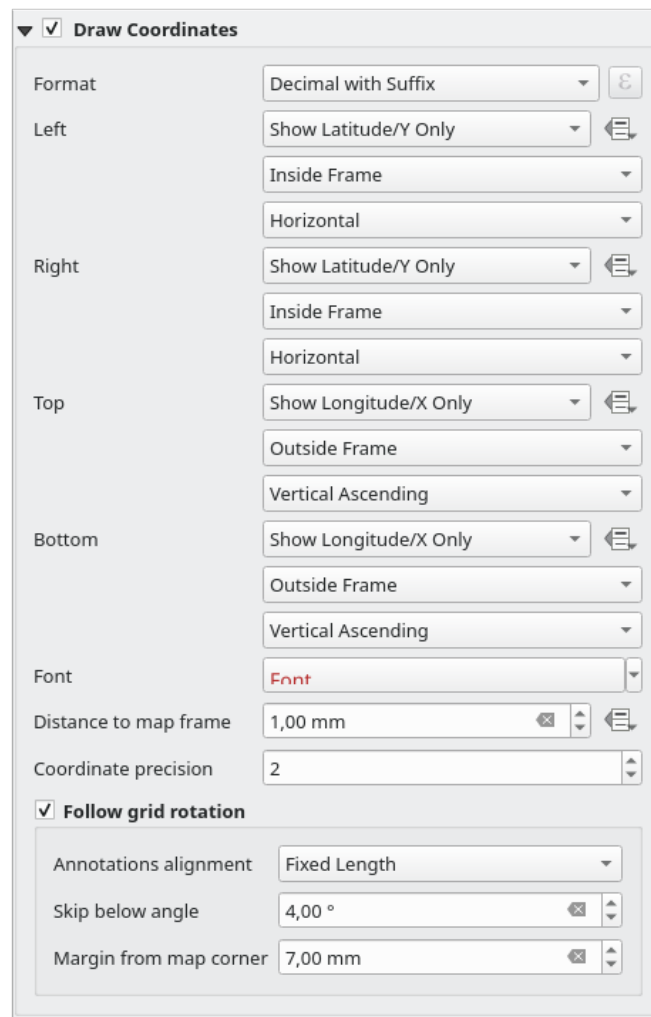 Draw Coordinates
Format Decimal with Suffix ε
Left Show Latitude/Y Only
Inside Frame
Horizontal
Right Show Latitude/Y Only
Inside Frame
Horizontal
Top Show Longitude/X Only
Outside Frame
Vertical Ascending
Bottom Show Longitude/X Only
Outside Frame
Vertical Ascending
Font Font
Distance to map frame 1,00 mm
Coordinate precision 2
Follow grid rotation
Annotations alignment Fixed Length
Skip below angle 4,00 °
Margin from map corner 7,00 mm